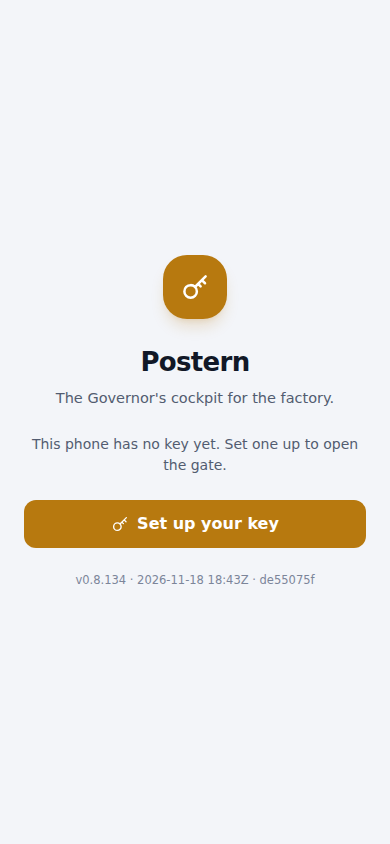 Postern
The Governor's cockpit for the factory.
This phone has no key yet. Set one up to open
the gate.
Set up your key
v0.8.134 · 2026-11-18 18:43Z · de55075f